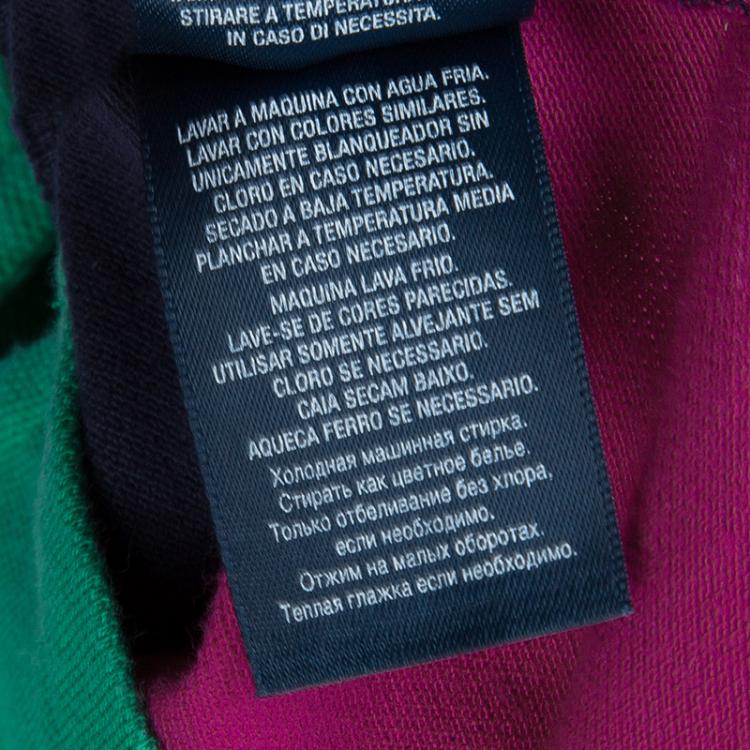 STIRARE A TEMPERATUR
IN CASO DI NECESSITA.
LAVAR A MAQUINA CON AGUA FRIA.
LAVAR CON COLORES SIMILARES.
UNICAMENTE BLANQUEADOR SIN
CLORO EN CASO NECESARIO.
SECADO A BAJA TEMPERATURA.
PLANCHAR A TEMPERATURA MEDIA
EN CASO NECESARIO.
MAQUINA LAVA FRIO.
LAVE-SE DE CORES PARECIDAS.
UTILISAR SOMENTE ALVEJANTE SEM
CLORO SE NECESSARIO.
CAIA SECAM BAIXO.
AQUECA FERRO SE NECESSARIO.
Холодная машинная стирка.
Стирать как цветное белье.
Только отбеливание без хлора,
если необходимо.
Отжим на малых оборотах.
Теплая глажка если необходимо.